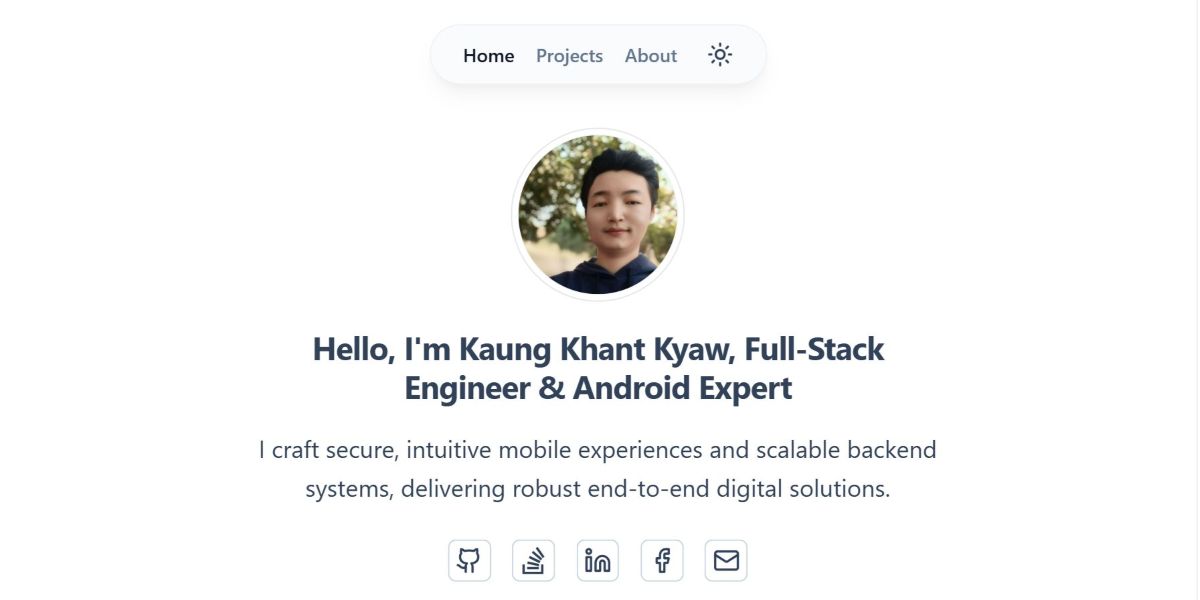 Home Projects About
Hello, I'm Kaung Khant Kyaw, Full-Stack
Engineer & Android Expert
I craft secure, intuitive mobile experiences and scalable backend
systems, delivering robust end-to-end digital solutions.